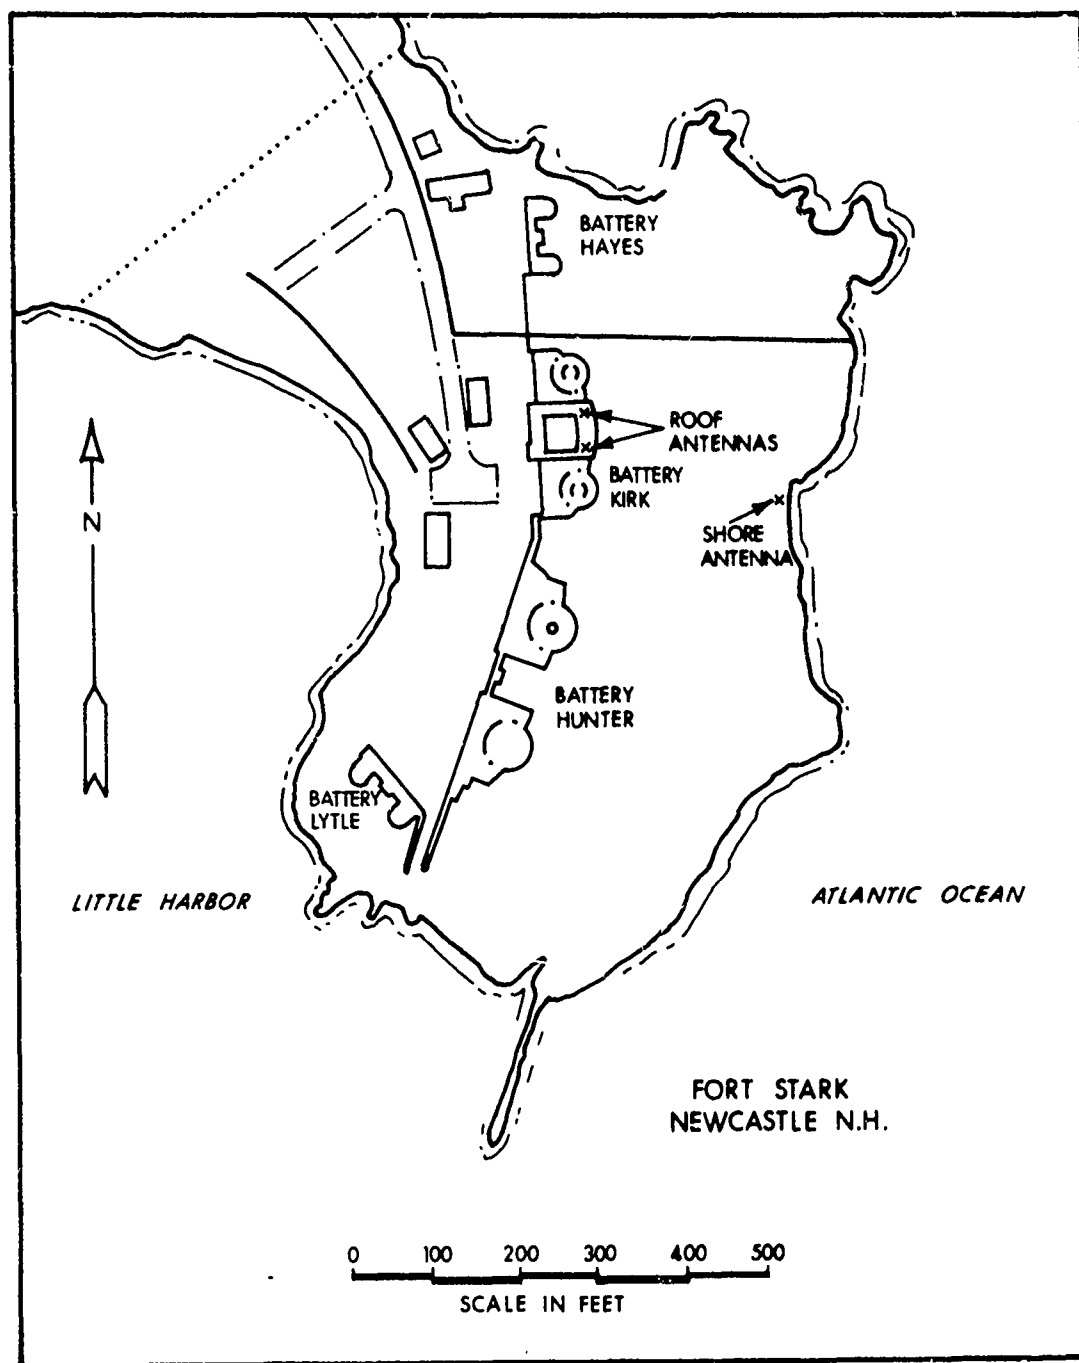 BATTERY
HAYES
ROOF
ANTENNAS
BATTERY
KIRK
SHORE
ANTENNA
N
BATTERY
HUNTER
BATTERY
LYTLE
LITTLE HARBOR
ATLANTIC OCEAN
FORT STARK
NEWCASTLE N.H.
0 100 200 300 400 500
SCALE IN FEET